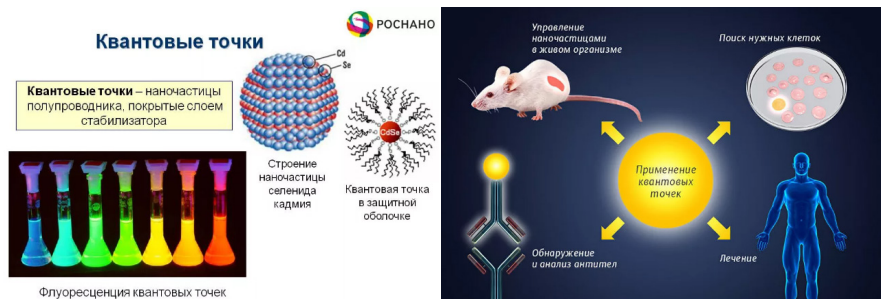 РОСНАНО
Квантовые точки
Cd
Se
Квантовые точки – наночастицы
полупроводника, покрытые слоем
стабилизатора
CdSe
Строение
наночастицы
селенида
кадмия
Квантовая точка
в защитной
оболочке
Флуоресценция квантовых точек
Управление
наночастицами
в живом организме
Поиск нужных клеток
Применение
квантовых
точек
Обнаружение
и анализ антител
Лечение